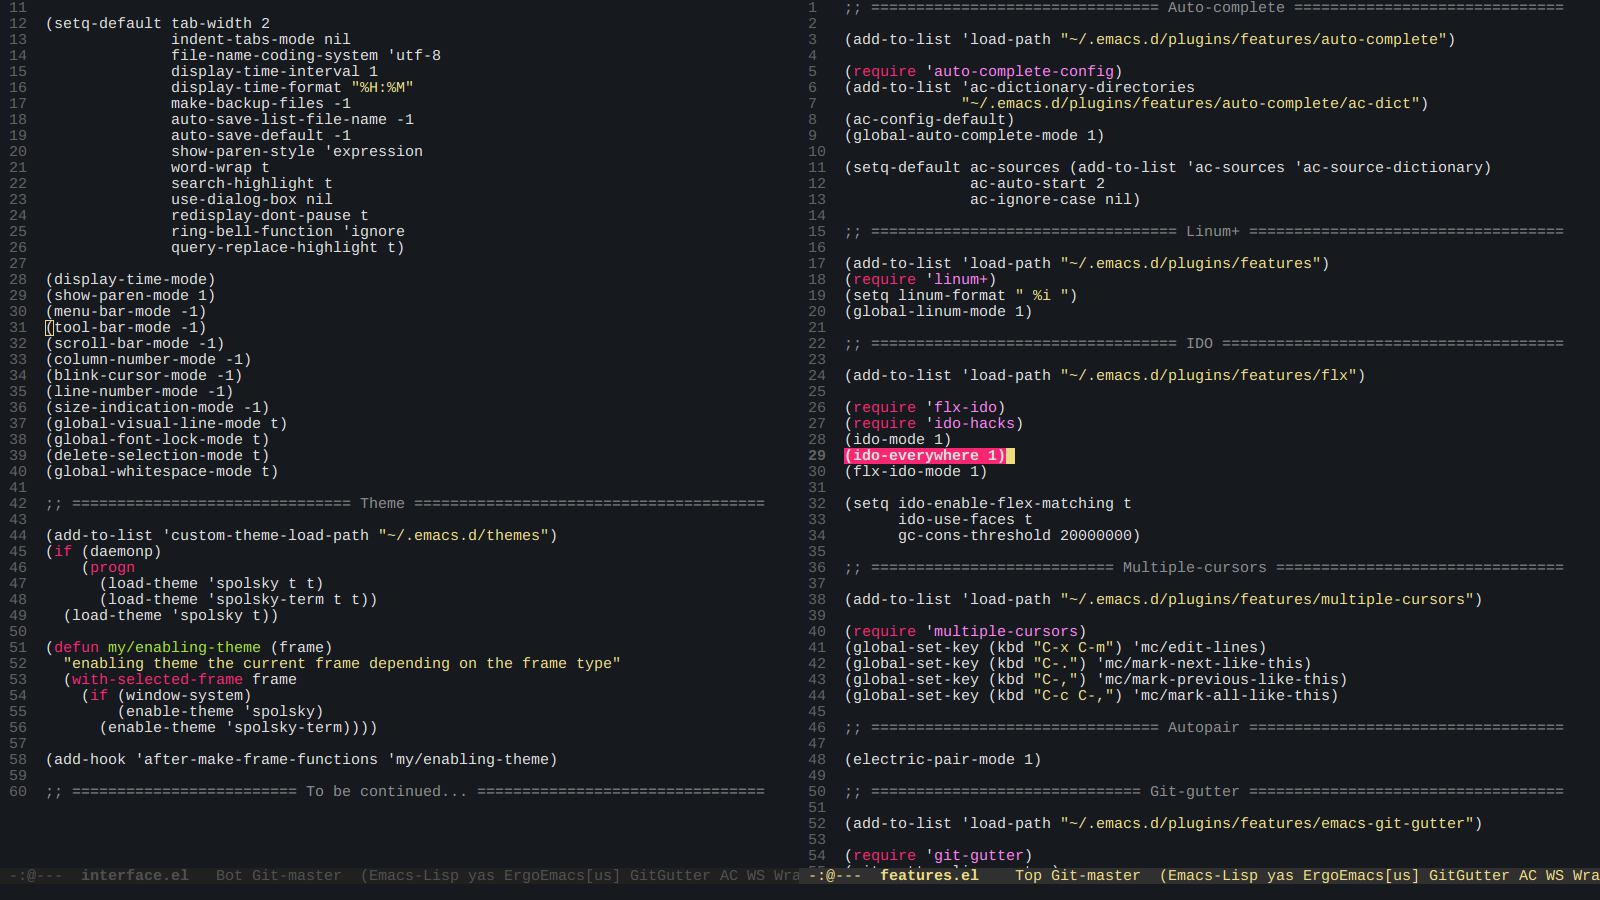 11
12  (setq-default tab-width 2
13                indent-tabs-mode nil
14                file-name-coding-system 'utf-8
15                display-time-interval 1
16                display-time-format "%H:%M"
17                make-backup-files -1
18                auto-save-list-file-name -1
19                auto-save-default -1
20                show-paren-style 'expression
21                word-wrap t
22                search-highlight t
23                use-dialog-box nil
24                redisplay-dont-pause t
25                ring-bell-function 'ignore
26                query-replace-highlight t)
27
28  (display-time-mode)
29  (show-paren-mode 1)
30  (menu-bar-mode -1)
31  (tool-bar-mode -1)
32  (scroll-bar-mode -1)
33  (column-number-mode -1)
34  (blink-cursor-mode -1)
35  (line-number-mode -1)
36  (size-indication-mode -1)
37  (global-visual-line-mode t)
38  (global-font-lock-mode t)
39  (delete-selection-mode t)
40  (global-whitespace-mode t)
41
42  ;; =============================== Theme =======================================
43
44  (add-to-list 'custom-theme-load-path "~/.emacs.d/themes")
45  (if (daemonp)
46      (progn
47        (load-theme 'spolsky t t)
48        (load-theme 'spolsky-term t t))
49    (load-theme 'spolsky t))
50
51  (defun my/enabling-theme (frame)
52    "enabling theme the current frame depending on the frame type"
53    (with-selected-frame frame
54      (if (window-system)
55          (enable-theme 'spolsky)
56        (enable-theme 'spolsky-term))))
57
58  (add-hook 'after-make-frame-functions 'my/enabling-theme)
59
60  ;; ========================= To be continued... ================================
-:@---  interface.el   Bot Git-master  (Emacs-Lisp yas ErgoEmacs[us] GitGutter AC WS Wra
1   ;; ================================ Auto-complete ==============================
2
3   (add-to-list 'load-path "~/.emacs.d/plugins/features/auto-complete")
4
5   (require 'auto-complete-config)
6   (add-to-list 'ac-dictionary-directories
7                "~/.emacs.d/plugins/features/auto-complete/ac-dict")
8   (ac-config-default)
9   (global-auto-complete-mode 1)
10
11  (setq-default ac-sources (add-to-list 'ac-sources 'ac-source-dictionary)
12                ac-auto-start 2
13                ac-ignore-case nil)
14
15  ;; ================================== Linum+ ===================================
16
17  (add-to-list 'load-path "~/.emacs.d/plugins/features")
18  (require 'linum+)
19  (setq linum-format " %i ")
20  (global-linum-mode 1)
21
22  ;; ================================== IDO ======================================
23
24  (add-to-list 'load-path "~/.emacs.d/plugins/features/flx")
25
26  (require 'flx-ido)
27  (require 'ido-hacks)
28  (ido-mode 1)
29  (ido-everywhere 1)
30  (flx-ido-mode 1)
31
32  (setq ido-enable-flex-matching t
33        ido-use-faces t
34        gc-cons-threshold 20000000)
35
36  ;; =========================== Multiple-cursors ================================
37
38  (add-to-list 'load-path "~/.emacs.d/plugins/features/multiple-cursors")
39
40  (require 'multiple-cursors)
41  (global-set-key (kbd "C-x C-m") 'mc/edit-lines)
42  (global-set-key (kbd "C-.") 'mc/mark-next-like-this)
43  (global-set-key (kbd "C-,") 'mc/mark-previous-like-this)
44  (global-set-key (kbd "C-c C-,") 'mc/mark-all-like-this)
45
46  ;; ================================ Autopair ===================================
47
48  (electric-pair-mode 1)
49
50  ;; ============================== Git-gutter ===================================
51
52  (add-to-list 'load-path "~/.emacs.d/plugins/features/emacs-git-gutter")
53
54  (require 'git-gutter)
-:@---  features.el    Top Git-master  (Emacs-Lisp yas ErgoEmacs[us] GitGutter AC WS Wra